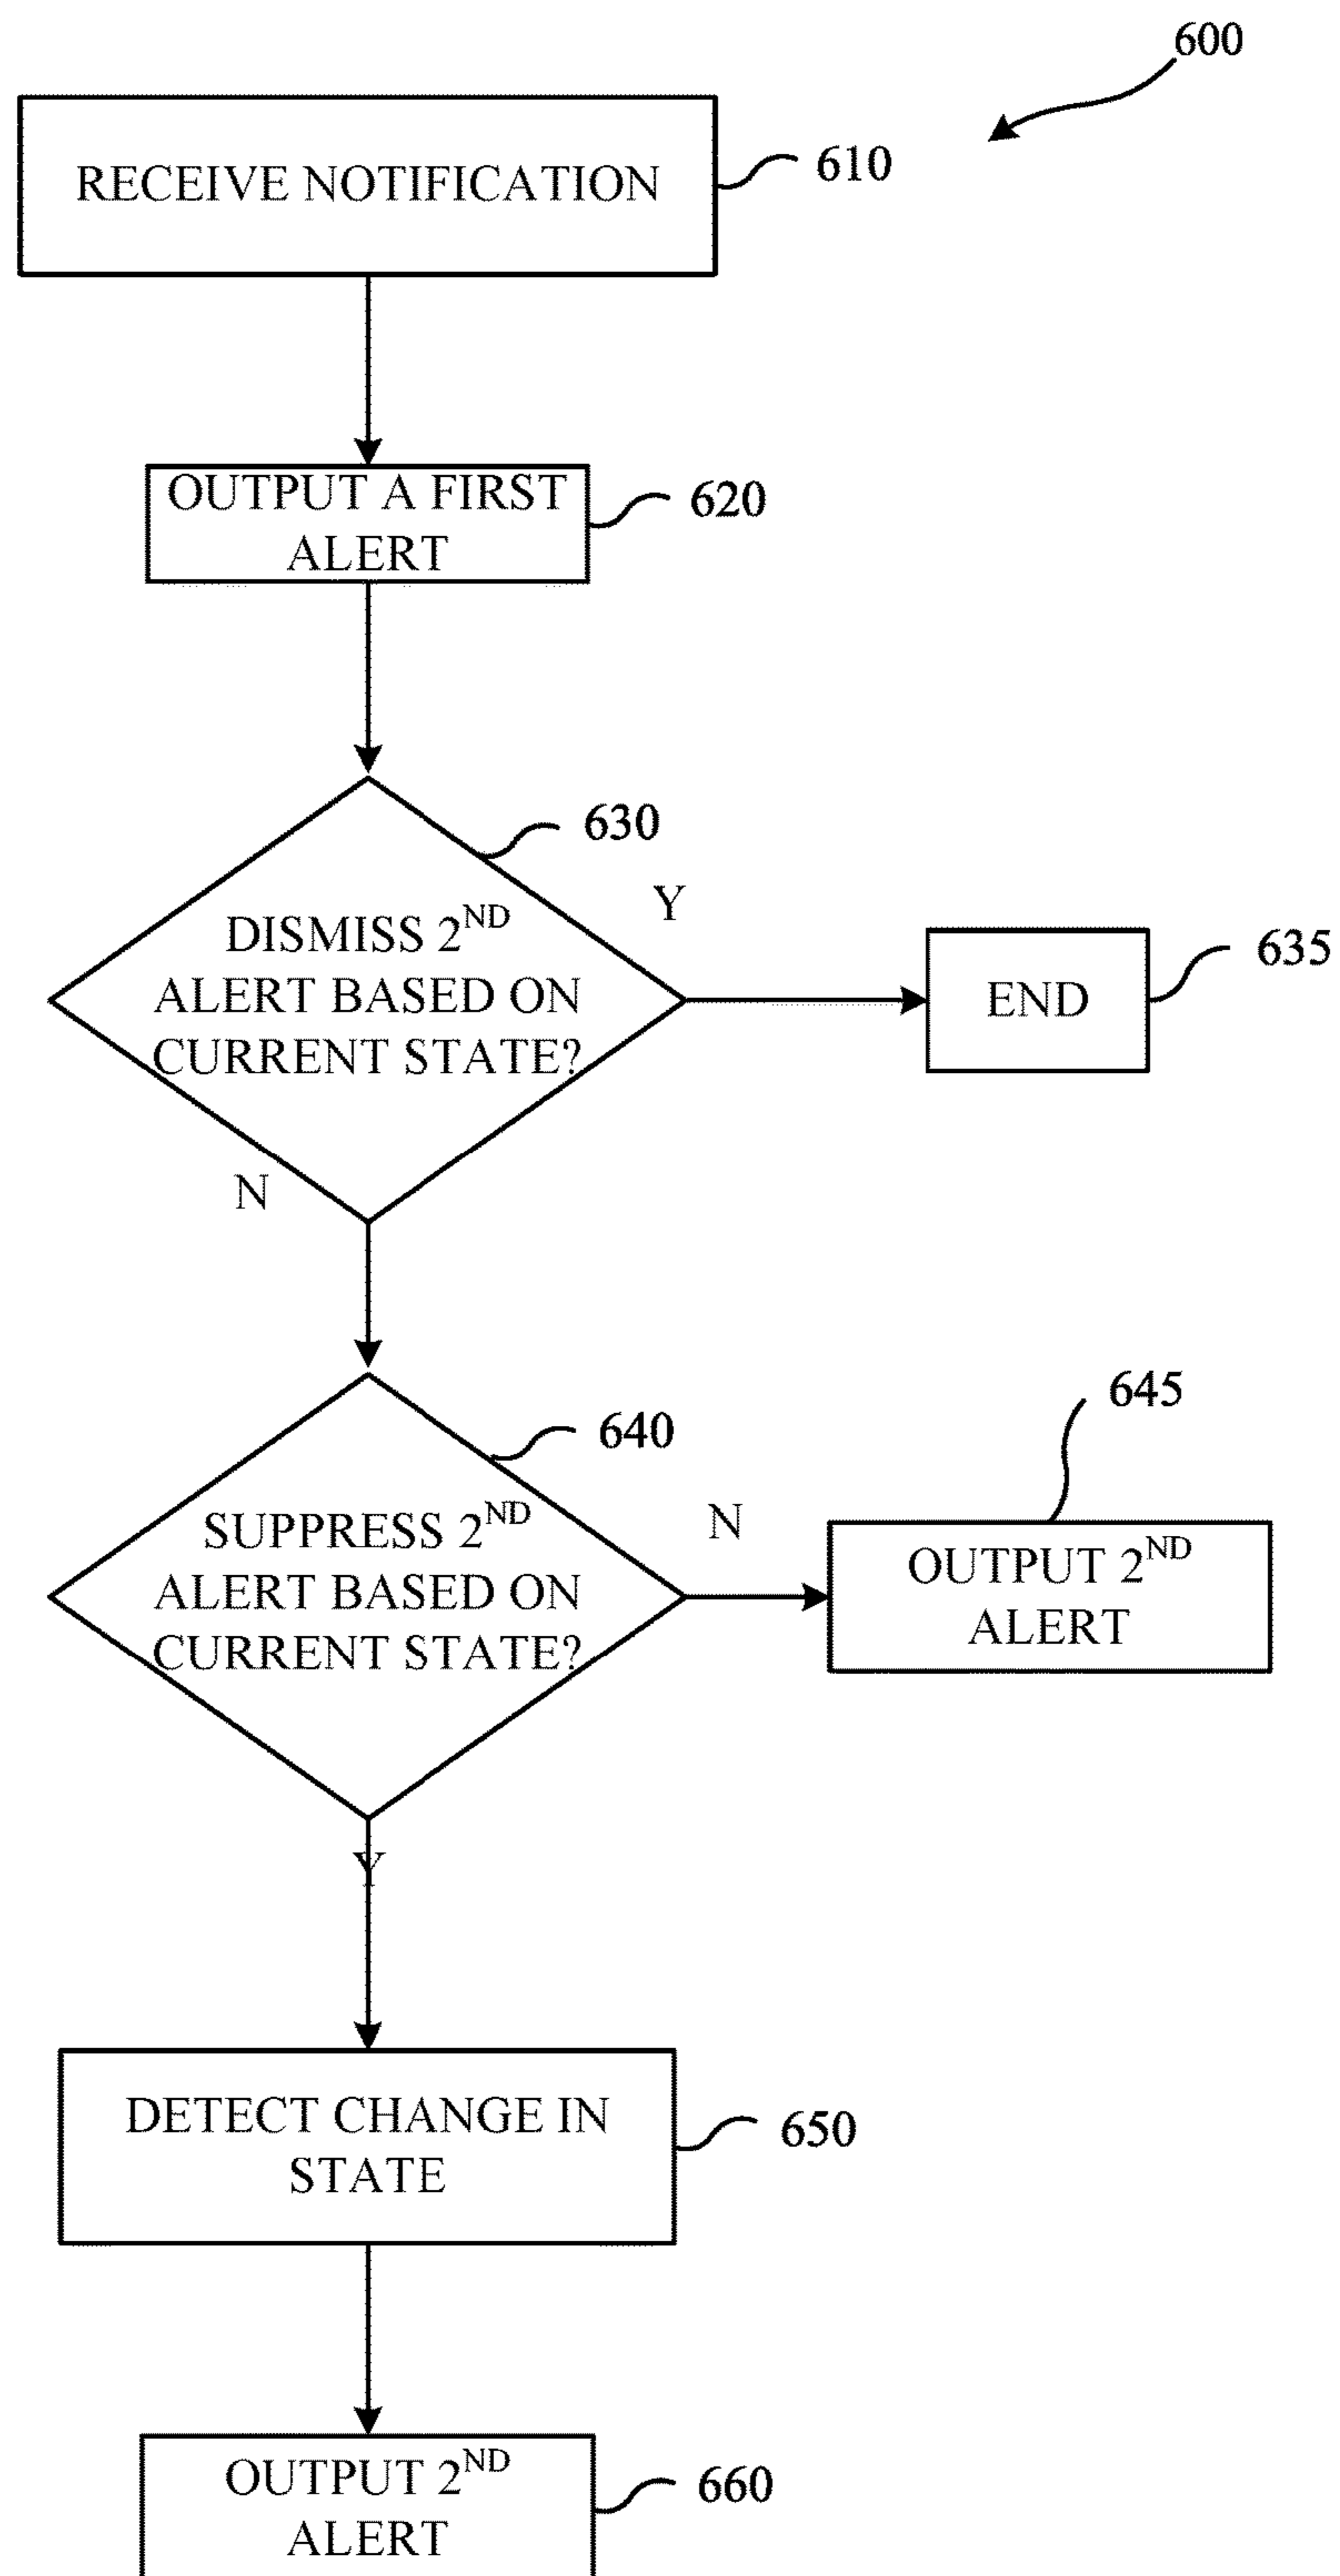 600
RECEIVE NOTIFICATION
610
OUTPUT A FIRST
ALERT
620
630
DISMISS 2ND
ALERT BASED ON
CURRENT STATE?
Y
END
635
N
640
SUPPRESS 2ND
ALERT BASED ON
CURRENT STATE?
N
645
OUTPUT 2ND
ALERT
Y
DETECT CHANGE IN
STATE
650
OUTPUT 2ND
ALERT
660